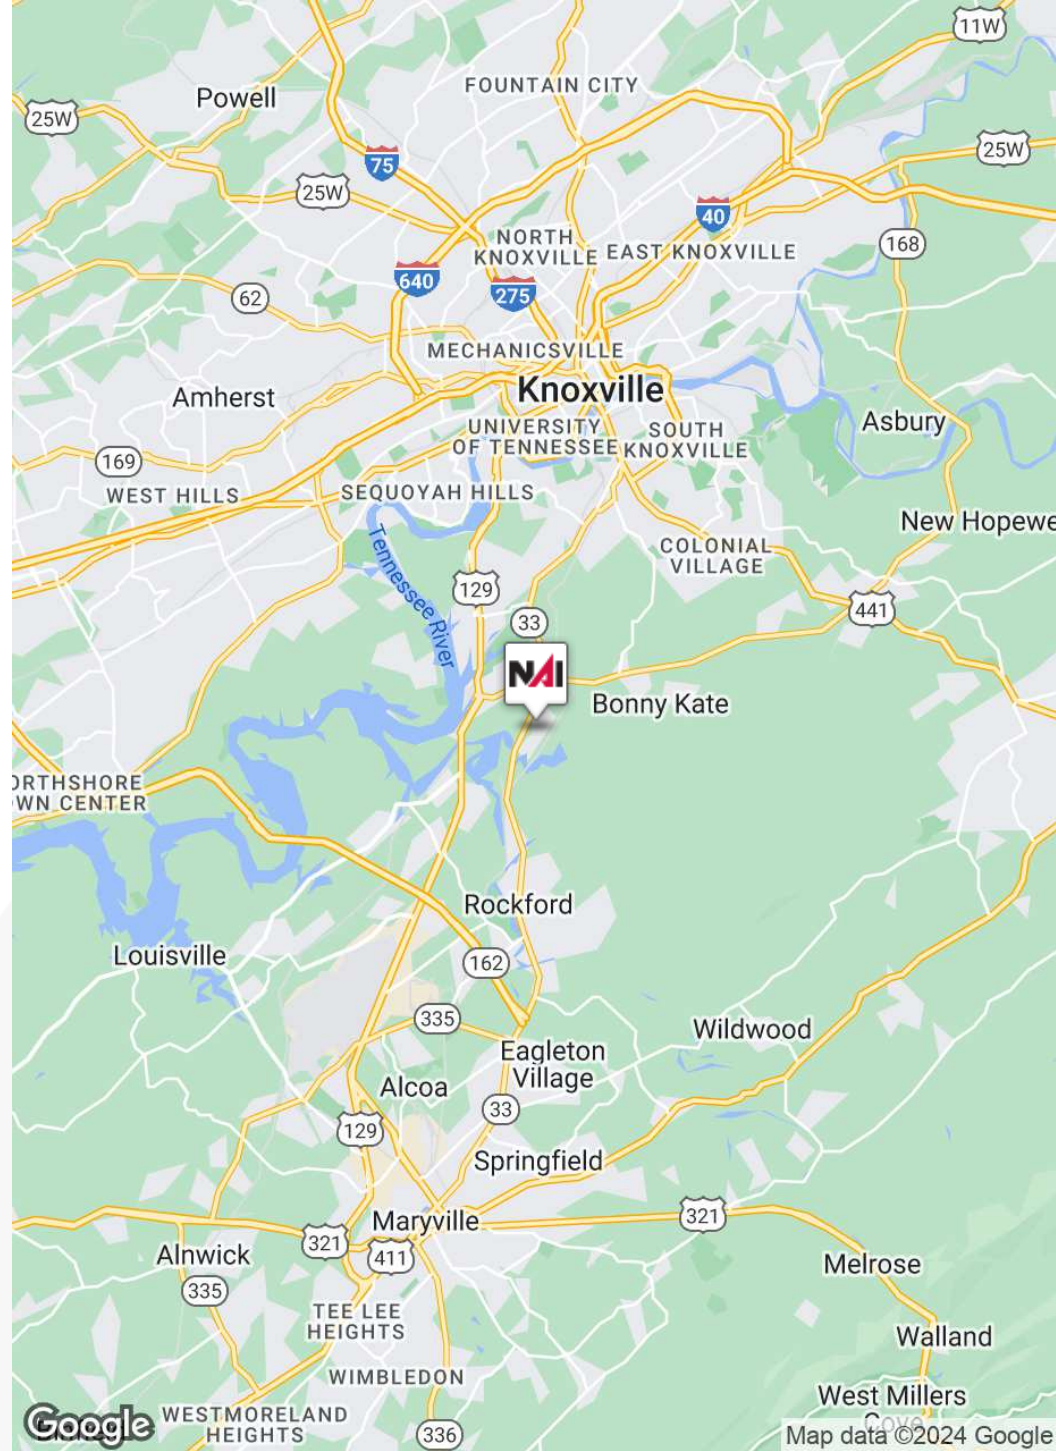 11W
FOUNTAIN CITY
Powell
25W
25W
75
25W
40
NORTH
KNOXVILLE
EAST KNOXVILLE
168
640
275
62
MECHANICSVILLE
Knoxville
Amherst
Asbury
UNIVERSITY
OF TENNESSEE
SOUTH
KNOXVILLE
169
WEST HILLS
SEQUOYAH HILLS
New Hopewe
Tennessee River
COLONIAL
VILLAGE
129
441
33
NAI
Bonny Kate
ORTHSHORE
OWN CENTER
Rockford
Louisville
162
335
Wildwood
Eagleton
Village
Alcoa
33
129
Springfield
Maryville
321
321
411
Alnwick
Melrose
335
TEE LEE
HEIGHTS
Walland
WIMBLEDON
West Millers
Cove
WESTMORELAND
HEIGHTS
Google
336
Map data ©2024 Google